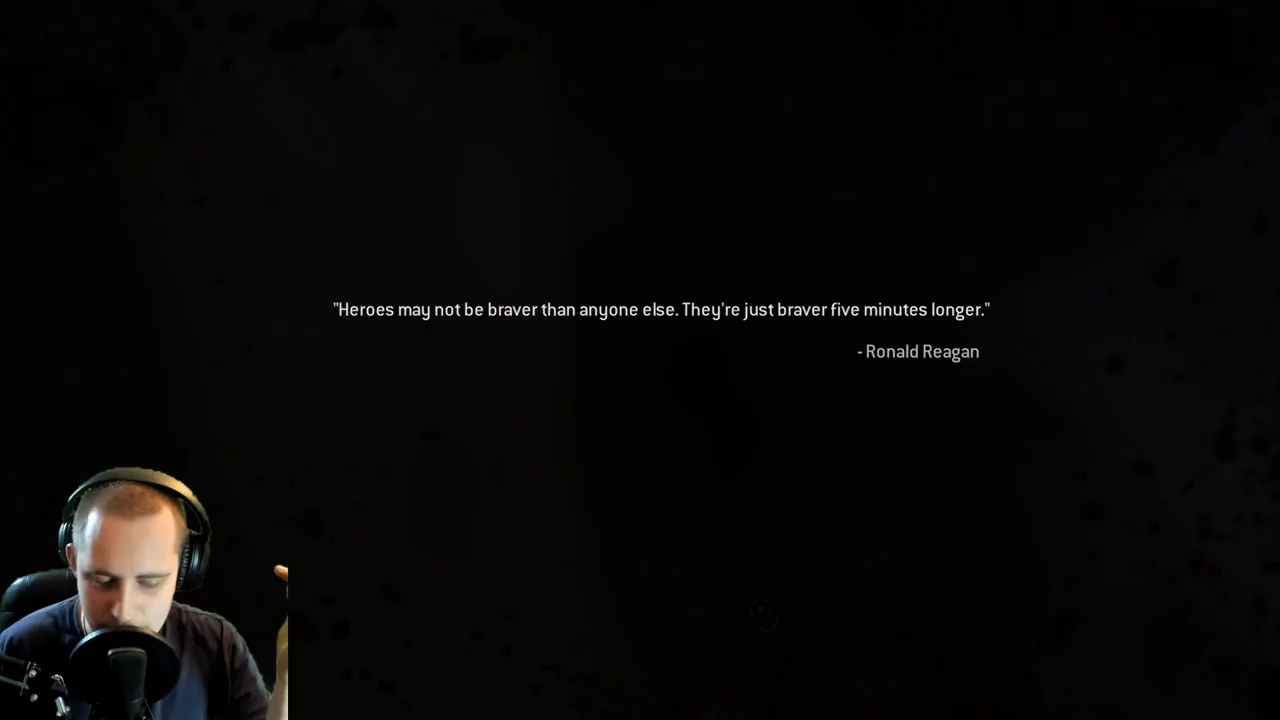 "Heroes may not be braver than anyone else. They're just braver five minutes longer."
- Ronald Reagan